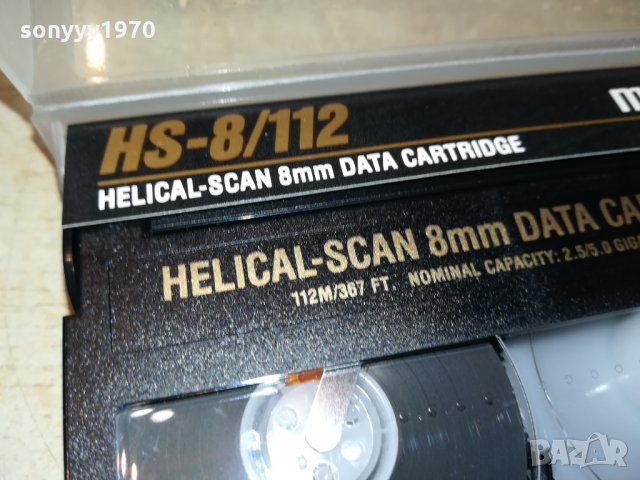 sonyyy1970
HS-8/112
HELICAL-SCAN 8mm DATA CARTRIDGE
HELICAL-SCAN 8mm DATA CA
112M/367 FT. NOMINAL CAPACITY: 2.5/5.0 GIG
BAZAR